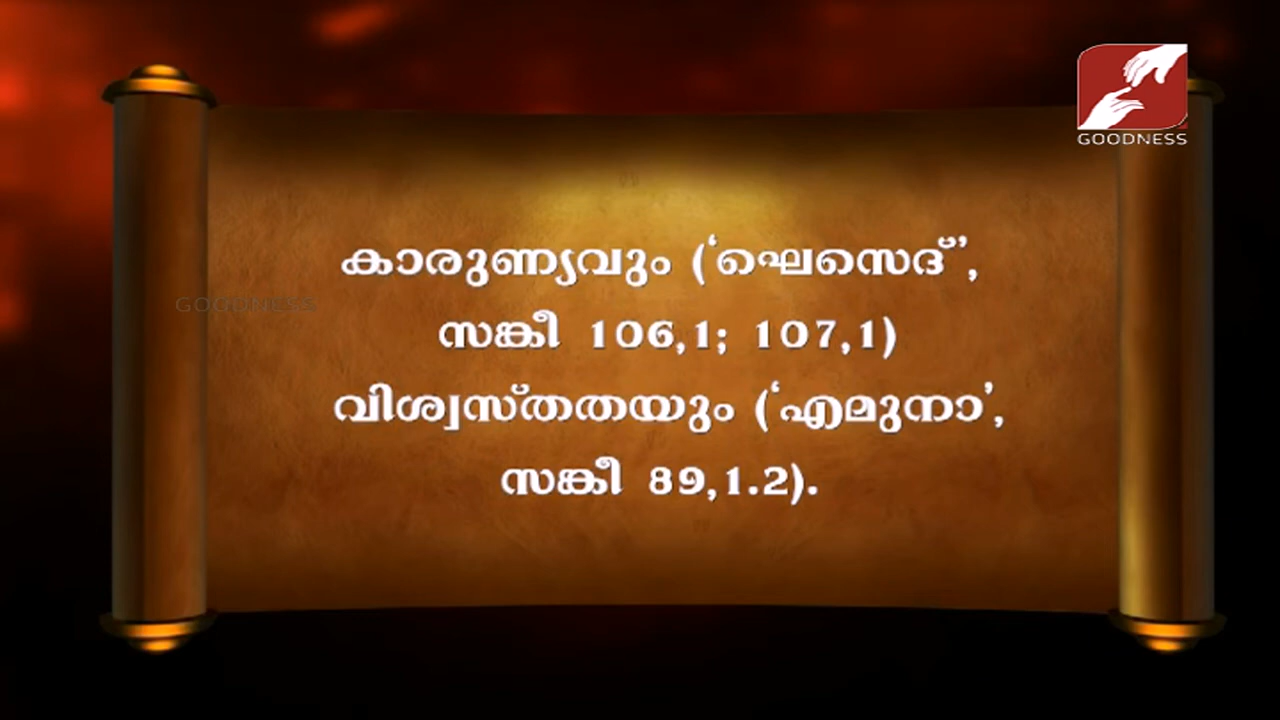 GOODNESS
കാരുണ്യവും (‘ഘെസെദ്’,
GOODNESS
സങ്കീ 106,1; 107,1)
വിശ്വസ്തതയും (‘എമുനാ’,
സങ്കീ 89,1.2).